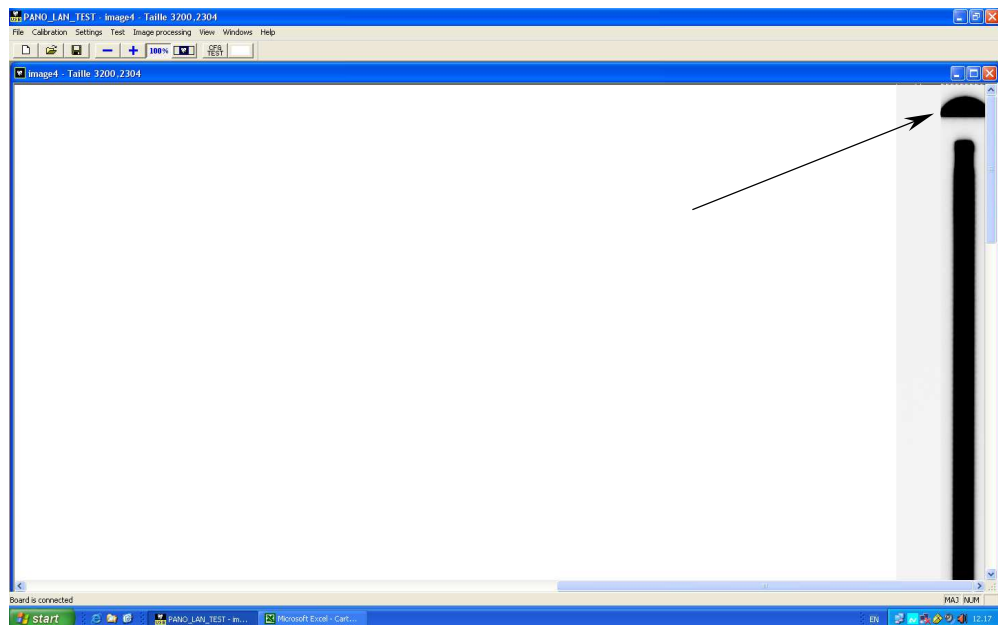 PANO_LAN_TEST - image4 - Taille 3200,2304
File Calibration Settings Test Image processing View Windows Help
100% CFG TEST
image4 - Taille 3200,2304
Board is connected MAJ NUM
start PANO_LAN_TEST - im... Microsoft Excel - Cart... EN 12.17